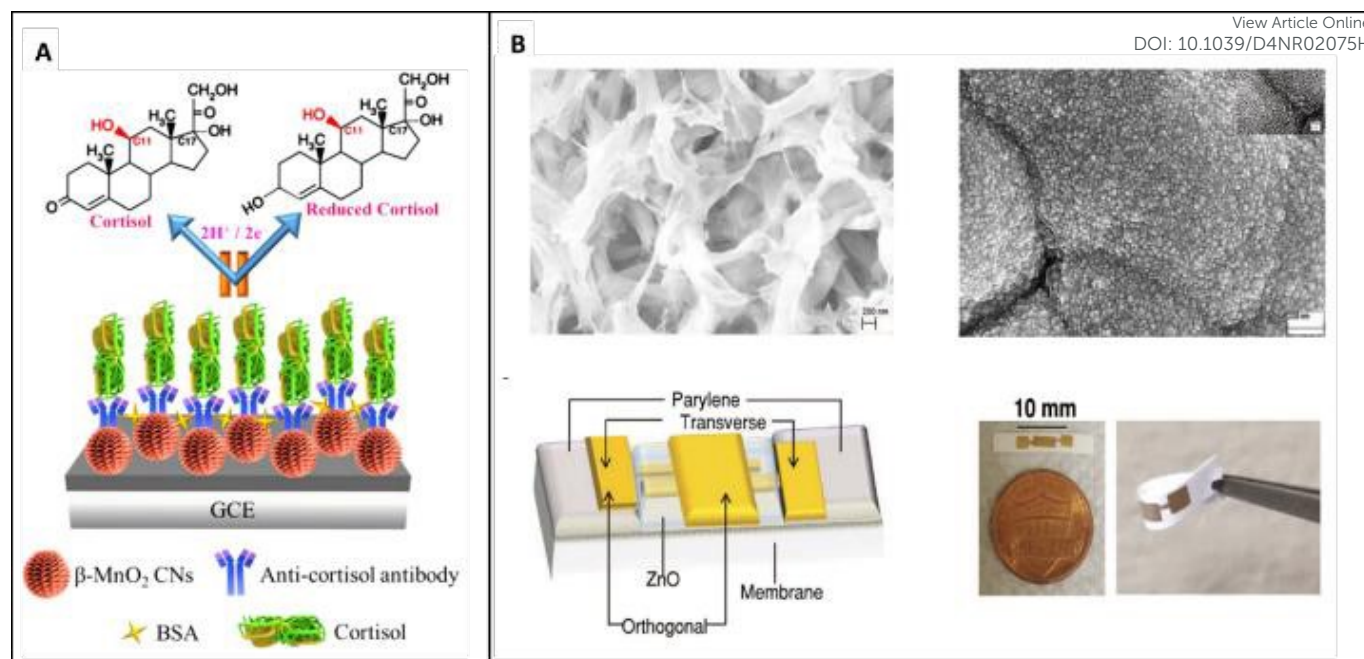 View Article Online
DOI: 10.1039/D4NR02075H
A
CH₂OH
=O
H₃C
OH
HO
C11
C17
H₃C
O
Cortisol
CH₂OH
=O
H₃C
OH
HO
C11
C17
H₃C
HO
Reduced Cortisol
2H⁺ / 2e
GCE
β-MnO₂ CNs
Anti-cortisol antibody
BSA
Cortisol
B
200 nm
Parylene
Transverse
ZnO
Membrane
Orthogonal
10 mm